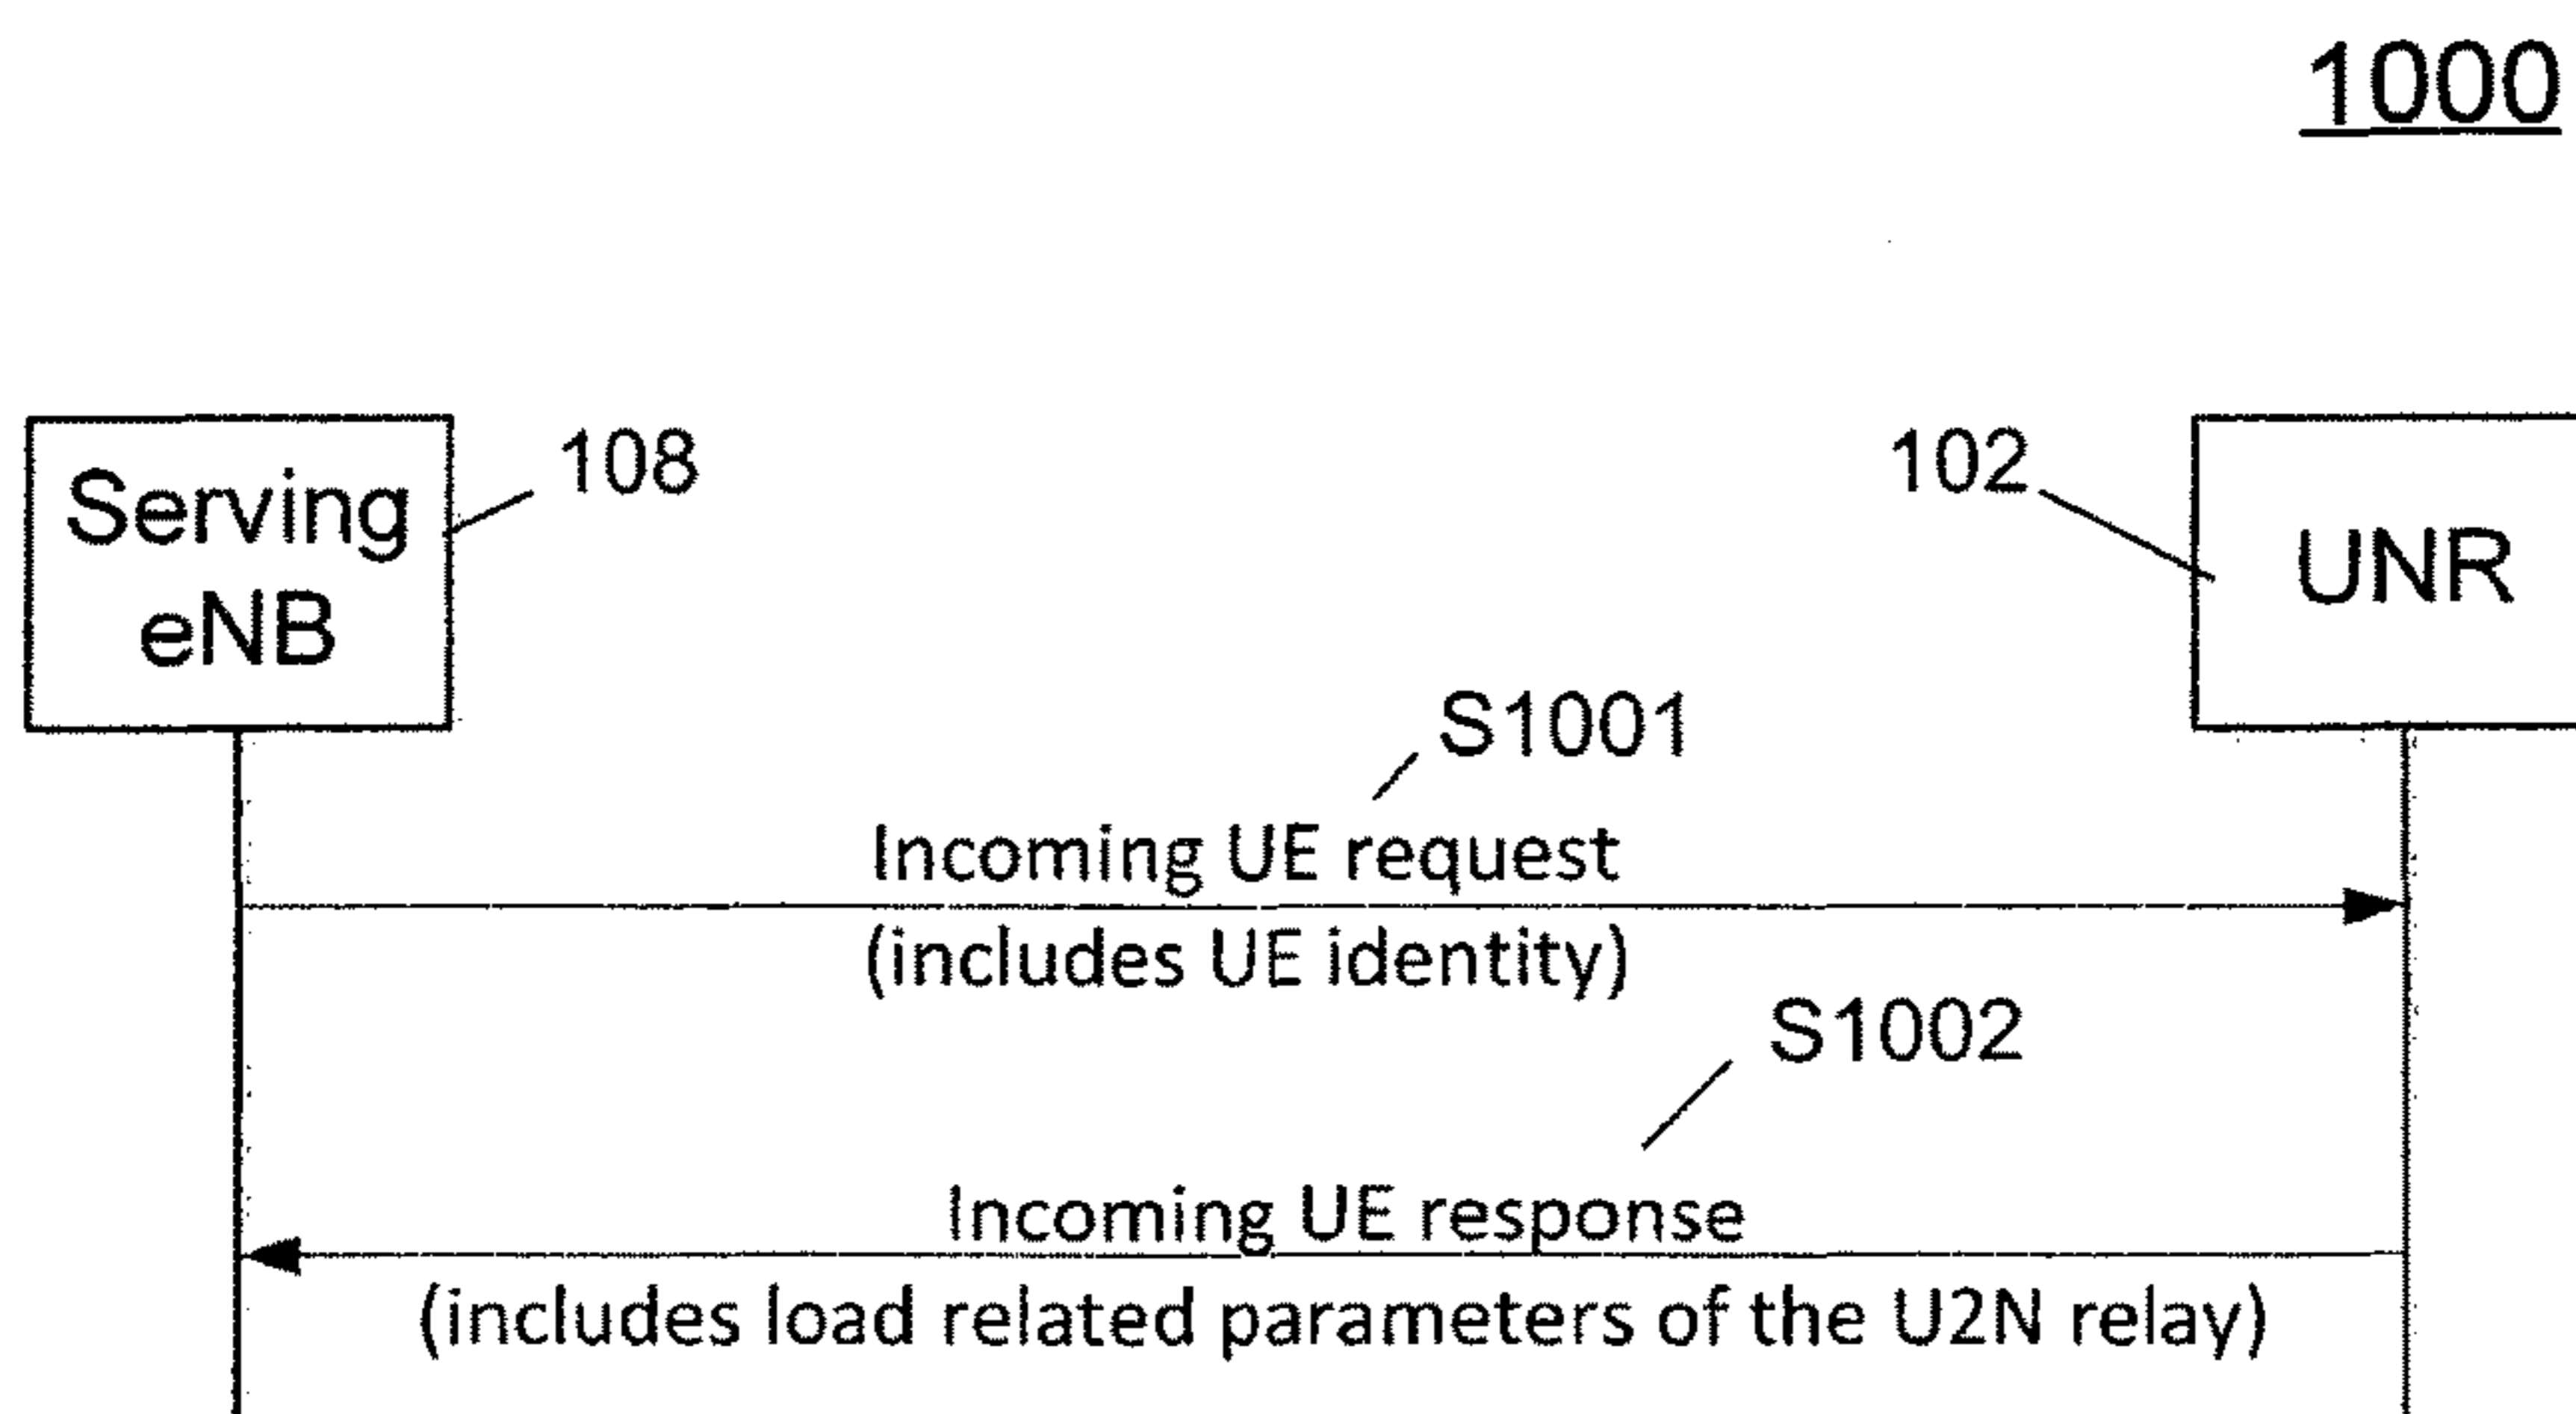 1000
Serving
eNB
108
102
UNR
S1001
Incoming UE request
(includes UE identity)
S1002
Incoming UE response
(includes load related parameters of the U2N relay)